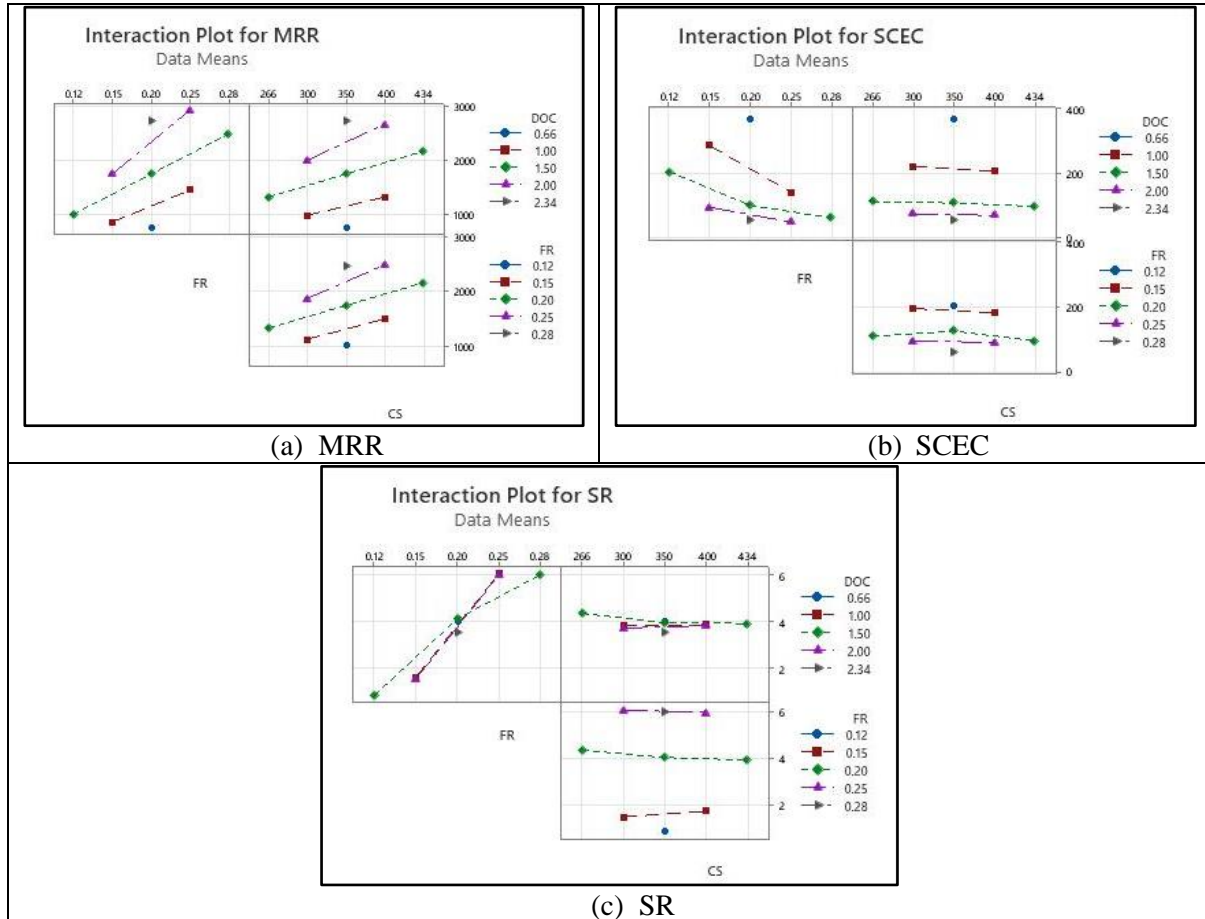 Interaction Plot for MRR
Data Means
0.12 0.15 0.20 0.25 0.28 266 300 350 400 434
3000
2000
1000
DOC
0.66
1.00
1.50
2.00
2.34
3000
2000
1000
FR
0.12
0.15
0.20
0.25
0.28
FR
CS
(a) MRR
Interaction Plot for SCEC
Data Means
0.12 0.15 0.20 0.25 0.28 266 300 350 400 434
400
200
0
DOC
0.66
1.00
1.50
2.00
2.34
400
200
0
FR
0.12
0.15
0.20
0.25
0.28
FR
CS
(b) SCEC
Interaction Plot for SR
Data Means
0.12 0.15 0.20 0.25 0.28 266 300 350 400 434
6
4
2
DOC
0.66
1.00
1.50
2.00
2.34
6
4
2
FR
0.12
0.15
0.20
0.25
0.28
FR
CS
(c) SR